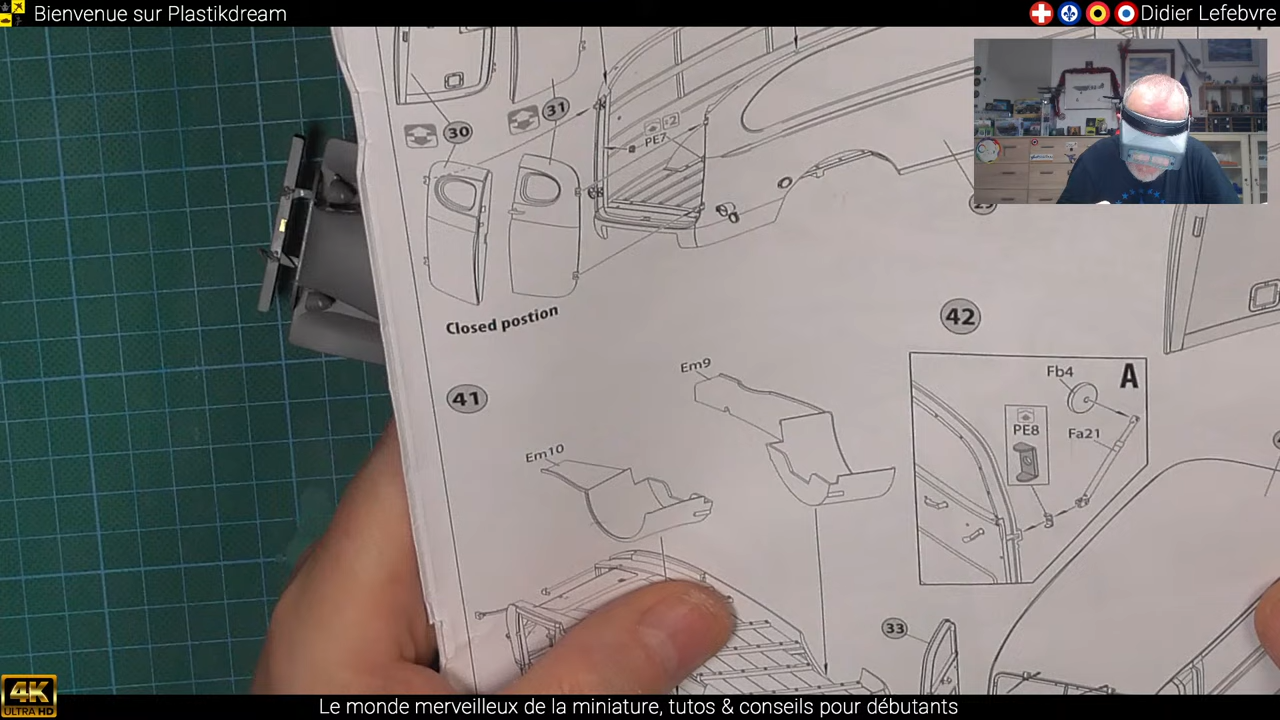 Bienvenue sur Plastikdream
Didier Lefebvre
30
31
x2
PE7
Closed postion
42
41
Em9
Em10
A
Fb4
PE8
Fa21
33
4K
ULTRA HD
Le monde merveilleux de la miniature, tutos & conseils pour débutants